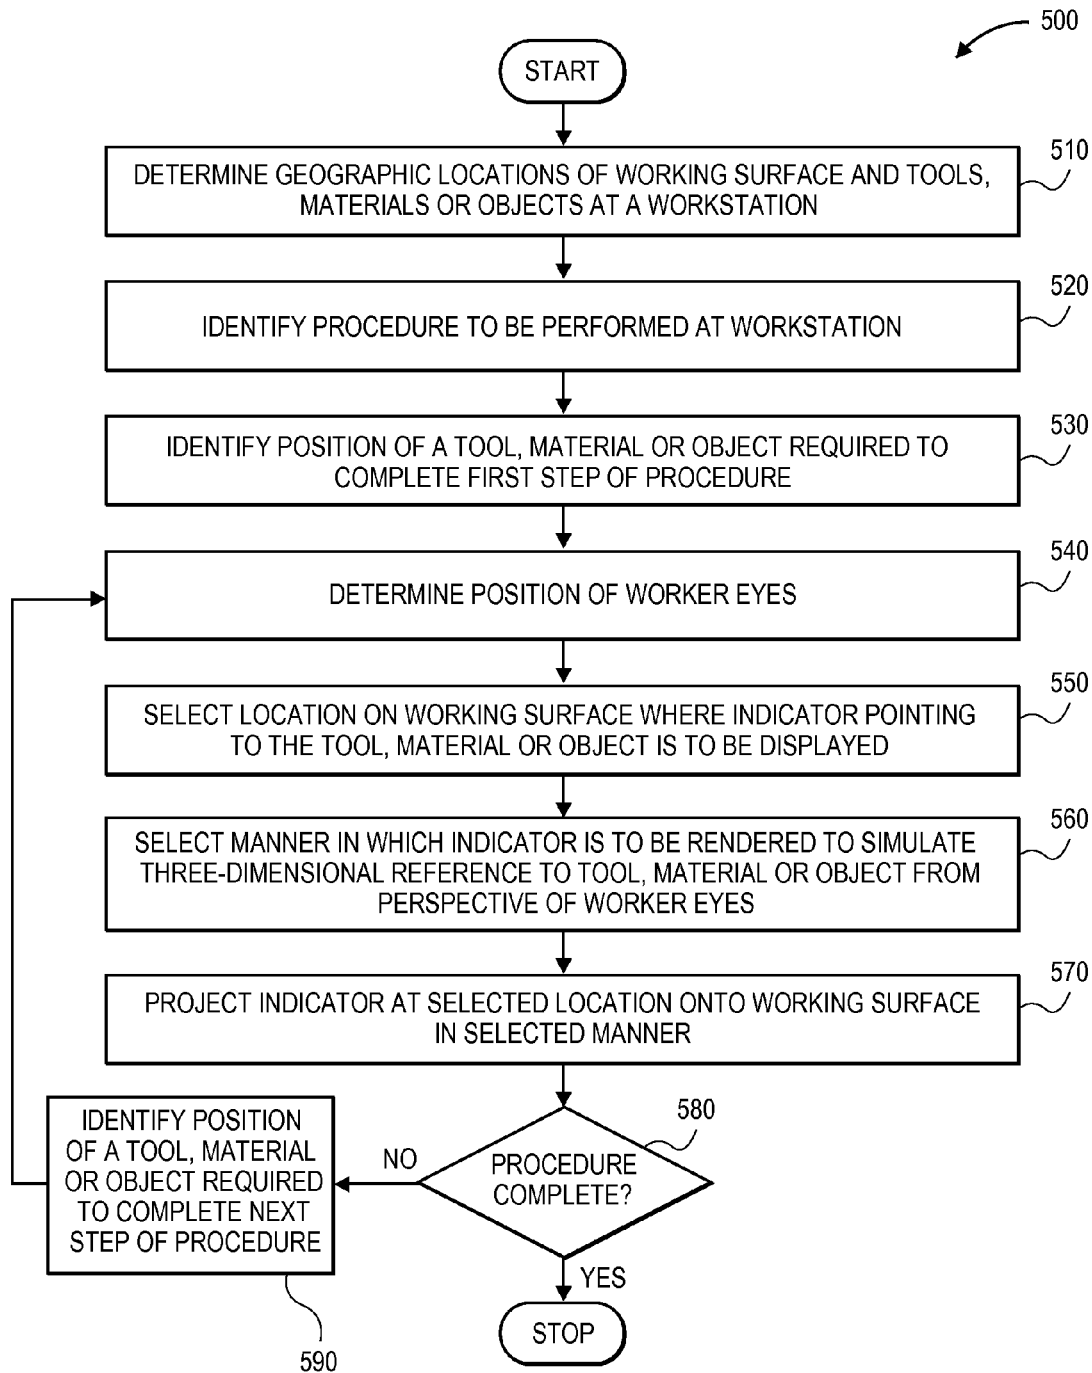 500
START
510
DETERMINE GEOGRAPHIC LOCATIONS OF WORKING SURFACE AND TOOLS,
MATERIALS OR OBJECTS AT A WORKSTATION
520
IDENTIFY PROCEDURE TO BE PERFORMED AT WORKSTATION
530
IDENTIFY POSITION OF A TOOL, MATERIAL OR OBJECT REQUIRED TO
COMPLETE FIRST STEP OF PROCEDURE
540
DETERMINE POSITION OF WORKER EYES
550
SELECT LOCATION ON WORKING SURFACE WHERE INDICATOR POINTING
TO THE TOOL, MATERIAL OR OBJECT IS TO BE DISPLAYED
560
SELECT MANNER IN WHICH INDICATOR IS TO BE RENDERED TO SIMULATE
THREE-DIMENSIONAL REFERENCE TO TOOL, MATERIAL OR OBJECT FROM
PERSPECTIVE OF WORKER EYES
570
PROJECT INDICATOR AT SELECTED LOCATION ONTO WORKING SURFACE
IN SELECTED MANNER
580
PROCEDURE
COMPLETE?
NO
IDENTIFY POSITION
OF A TOOL, MATERIAL
OR OBJECT REQUIRED
TO COMPLETE NEXT
STEP OF PROCEDURE
590
YES
STOP